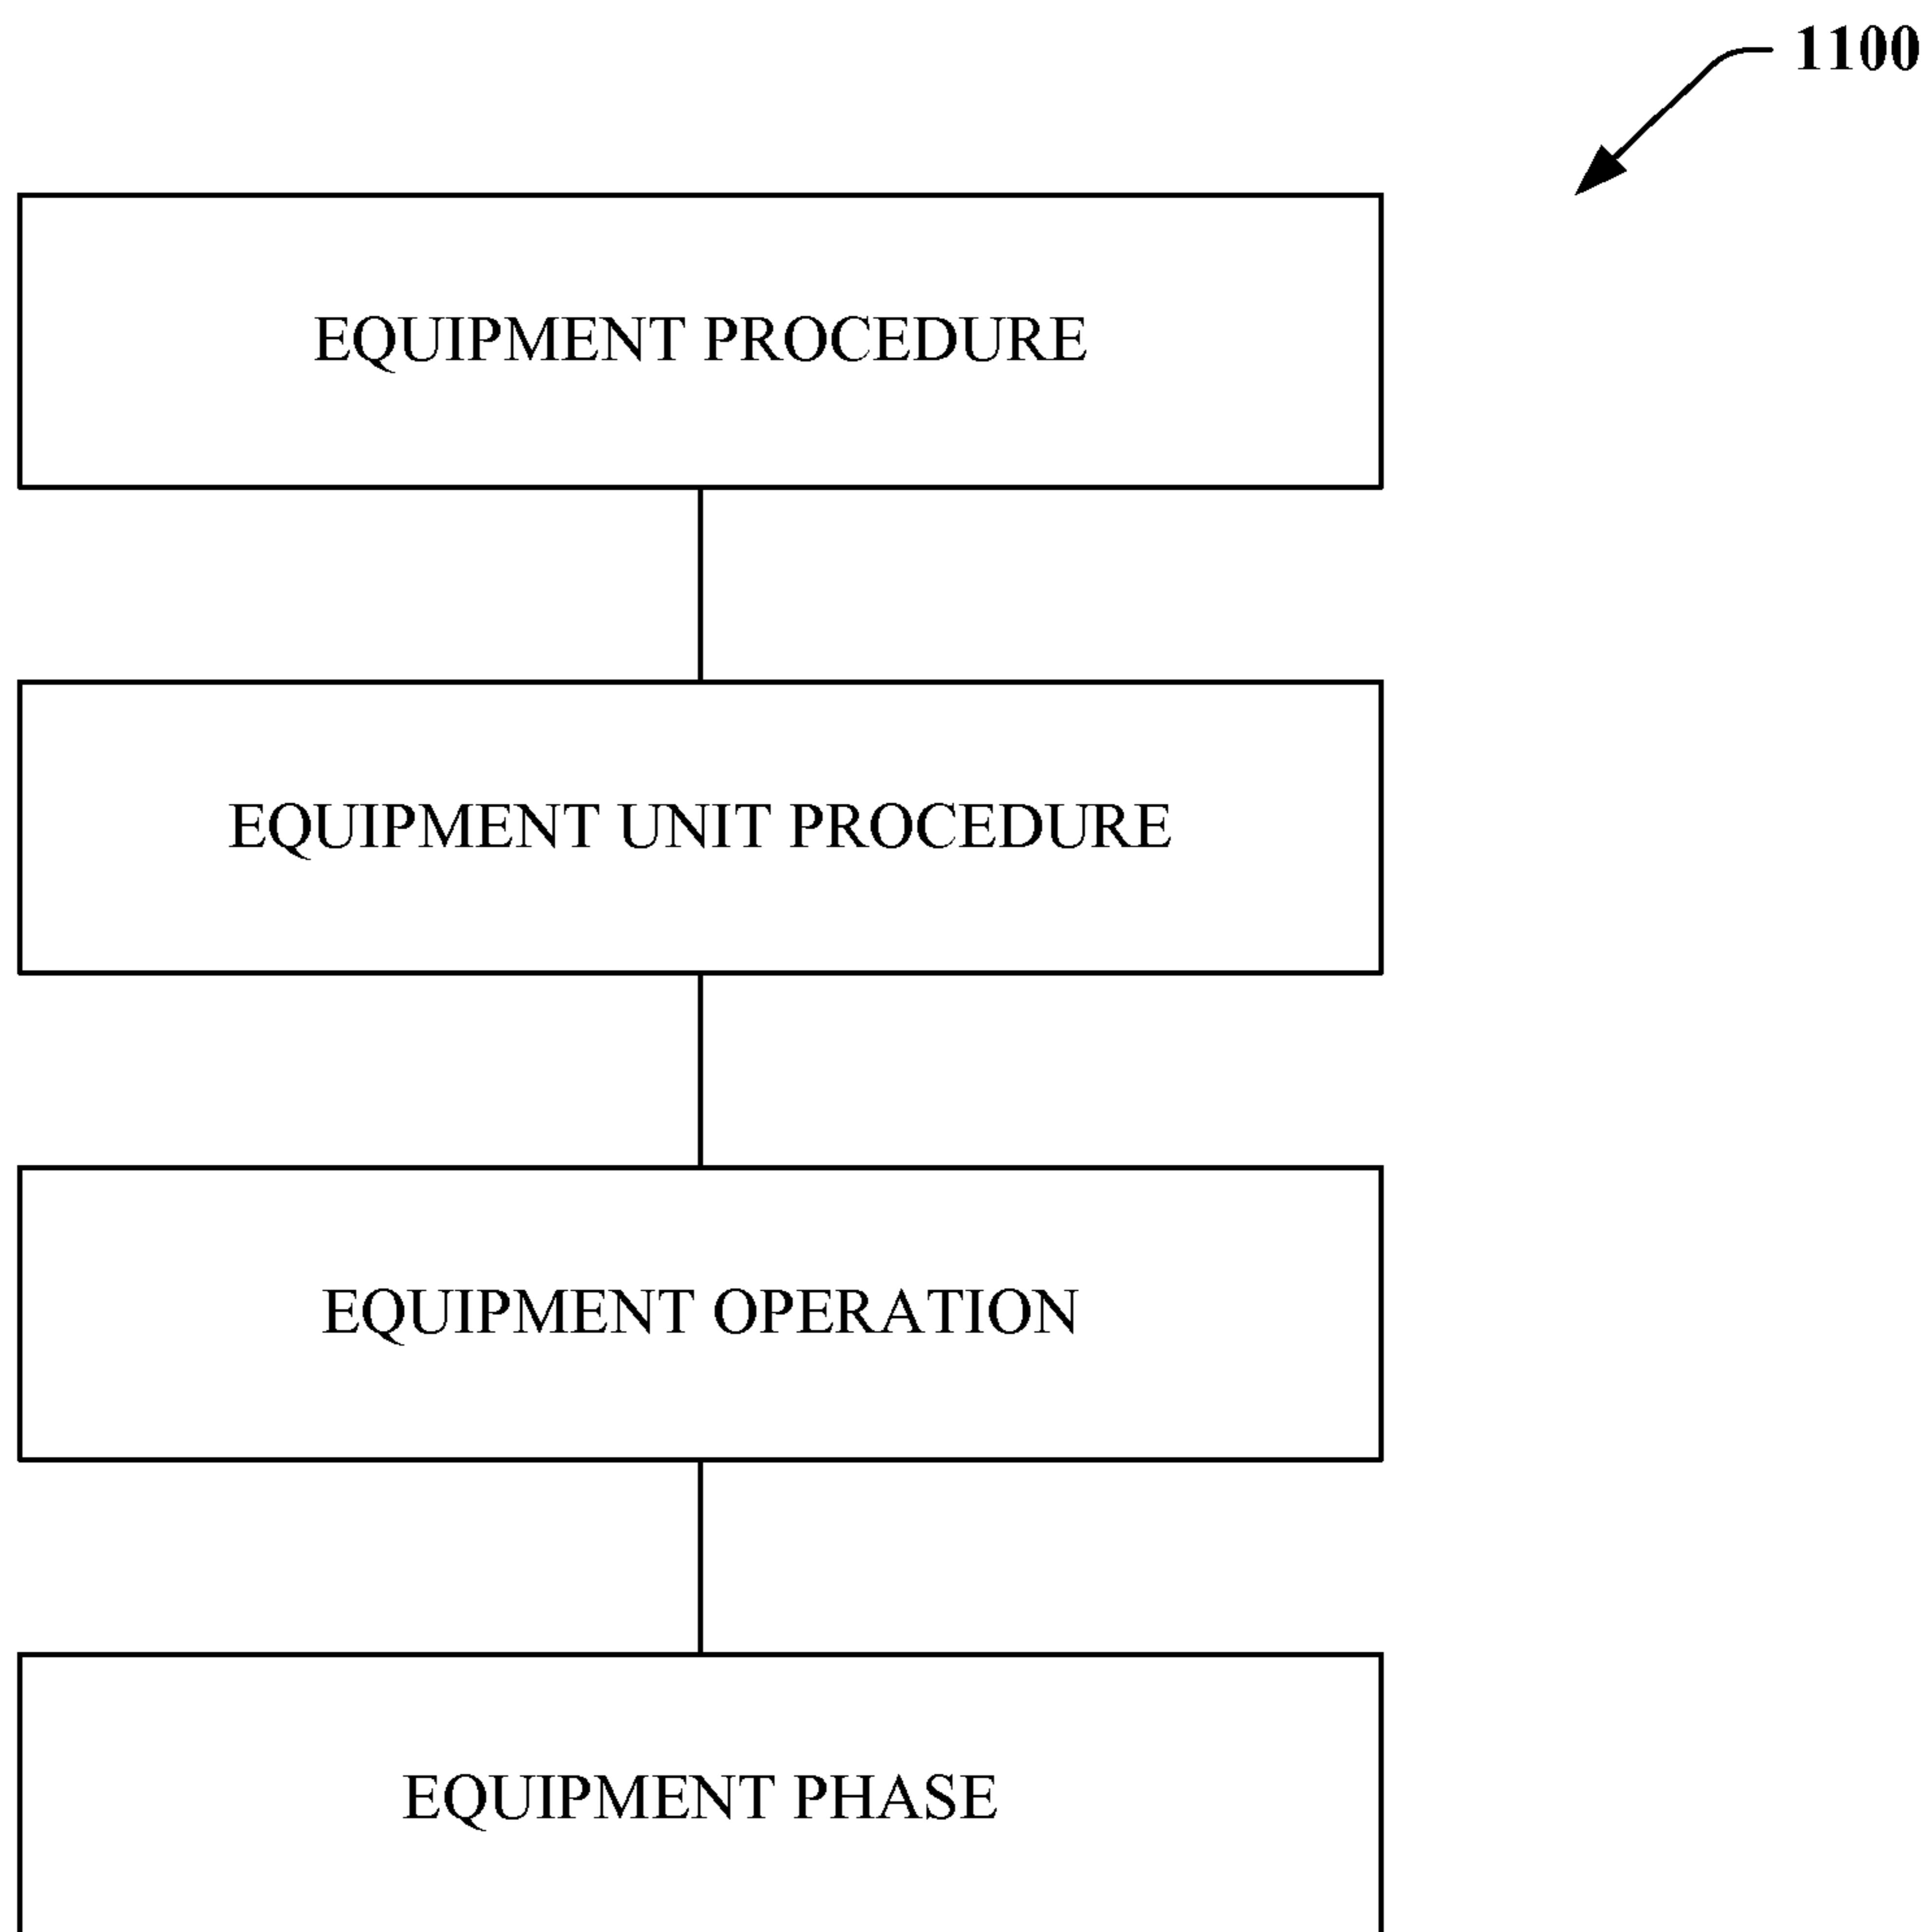 1100
EQUIPMENT PROCEDURE
EQUIPMENT UNIT PROCEDURE
EQUIPMENT OPERATION
EQUIPMENT PHASE